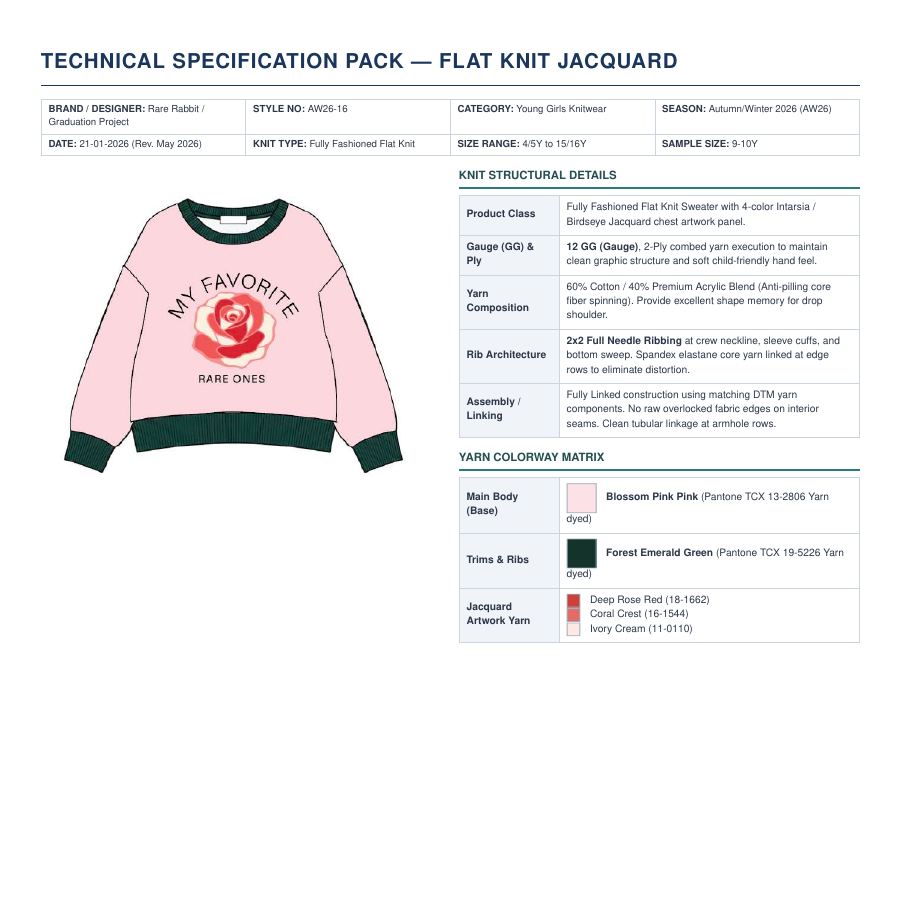 TECHNICAL SPECIFICATION PACK — FLAT KNIT JACQUARD
BRAND / DESIGNER: Rare Rabbit /
Graduation Project
STYLE NO: AW26-16
CATEGORY: Young Girls Knitwear
SEASON: Autumn/Winter 2026 (AW26)
DATE: 21-01-2026 (Rev. May 2026)
KNIT TYPE: Fully Fashioned Flat Knit
SIZE RANGE: 4/5Y to 15/16Y
SAMPLE SIZE: 9-10Y
MY FAVORITE
RARE ONES
KNIT STRUCTURAL DETAILS
Product Class
Fully Fashioned Flat Knit Sweater with 4-color Intarsia /
Birdseye Jacquard chest artwork panel.
Gauge (GG) &
Ply
12 GG (Gauge), 2-Ply combed yarn execution to maintain
clean graphic structure and soft child-friendly hand feel.
Yarn
Composition
60% Cotton / 40% Premium Acrylic Blend (Anti-pilling core
fiber spinning). Provide excellent shape memory for drop
shoulder.
Rib Architecture
2x2 Full Needle Ribbing at crew neckline, sleeve cuffs, and
bottom sweep. Spandex elastane core yarn linked at edge
rows to eliminate distortion.
Assembly /
Linking
Fully Linked construction using matching DTM yarn
components. No raw overlocked fabric edges on interior
seams. Clean tubular linkage at armhole rows.
YARN COLORWAY MATRIX
Main Body
(Base)
Blossom Pink Pink (Pantone TCX 13-2806 Yarn
dyed)
Trims & Ribs
Forest Emerald Green (Pantone TCX 19-5226 Yarn
dyed)
Jacquard
Artwork Yarn
Deep Rose Red (18-1662)
Coral Crest (16-1544)
Ivory Cream (11-0110)